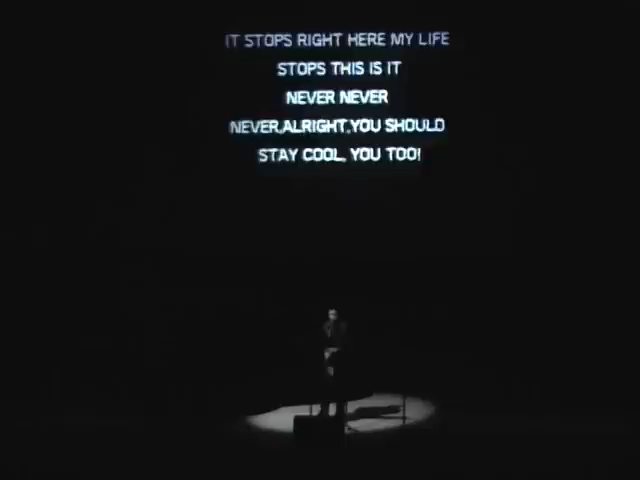 IT STOPS RIGHT HERE MY LIFE
STOPS THIS IS IT
NEVER NEVER
NEVER,ALRIGHT,YOU SHOULD
STAY COOL, YOU TOO!